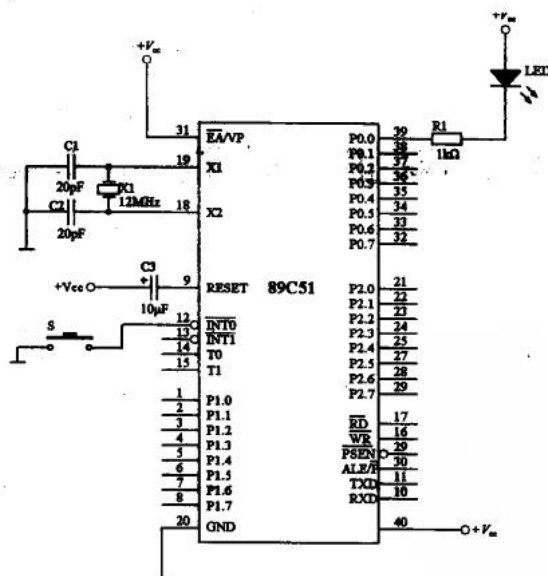 +Vcc
+Vcc
LED
31 EA/VP
P0.0 39
R1
1kΩ
C1
20pF
19 X1
X1
12MHz
C2
20pF
18 X2
P0.1 38
P0.2 37
P0.3 36
P0.4 35
P0.5 34
P0.6 33
P0.7 32
+Vcc
C3
+
10μF
9 RESET
89C51
P2.0 21
P2.1 22
P2.2 23
P2.3 24
P2.4 25
P2.5 27
P2.6 28
P2.7 29
S
12 INT0
13 INT1
14 T0
15 T1
1 P1.0
2 P1.1
3 P1.2
4 P1.3
5 P1.4
6 P1.5
7 P1.6
8 P1.7
RD 17
WR 16
PSEN 29
ALE/P 30
TXD 11
RXD 10
20 GND
40
+Vcc